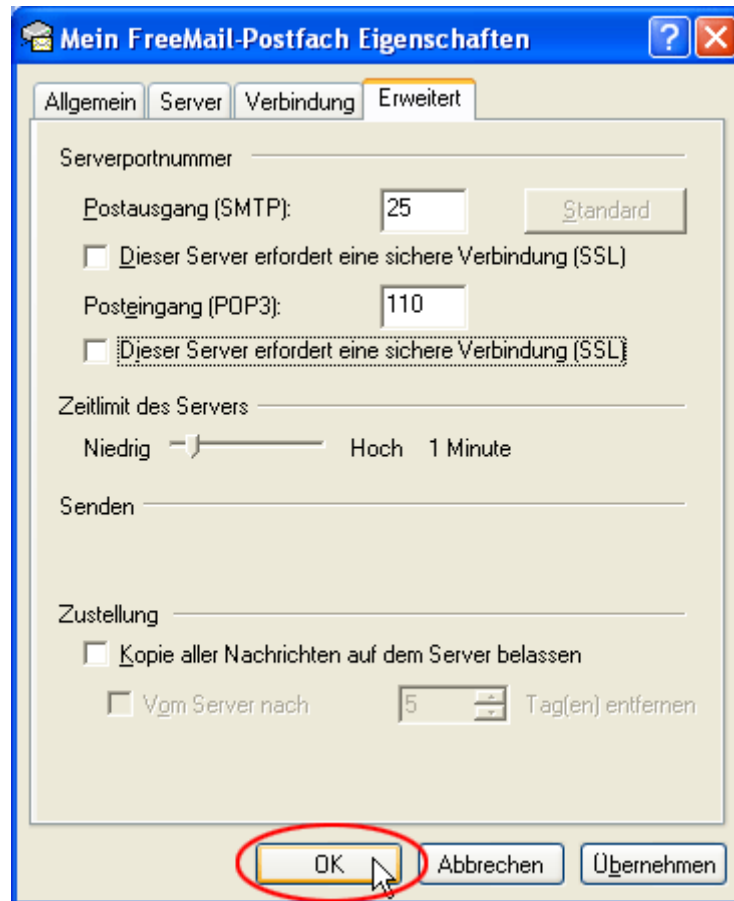 Mein FreeMail-Postfach Eigenschaften
Allgemein Server Verbindung Erweitert
Serverportnummer
Postausgang (SMTP): 25 Standard
Dieser Server erfordert eine sichere Verbindung (SSL)
Posteingang (POP3): 110
Dieser Server erfordert eine sichere Verbindung (SSL)
Zeitlimit des Servers
Niedrig Hoch 1 Minute
Senden
Zustellung
Kopie aller Nachrichten auf dem Server belassen
Vom Server nach 5 Tag(en) entfernen
OK Abbrechen Übernehmen